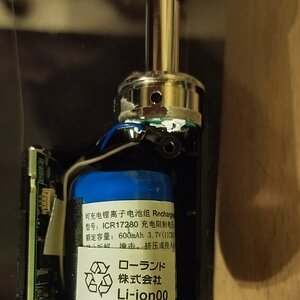 可充电锂离子电池组 Recharge
型号: ICR17280 充电限制电压
额定容量: 600mAh 3.7V
ローランド
株式会社
Li-ion00